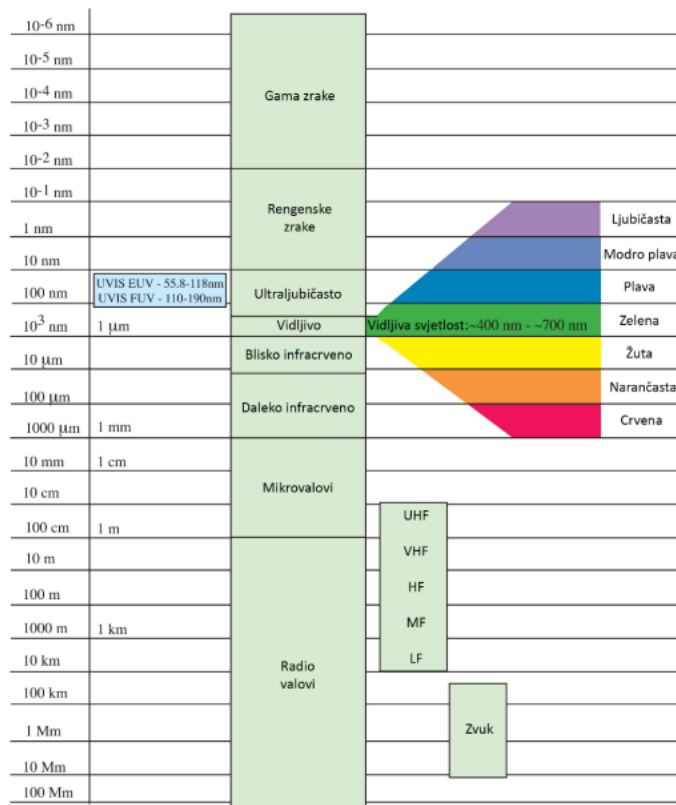 10-6 nm
10-5 nm
10-4 nm
Gama zrake
10-3 nm
10-2 nm
10-1 nm
Rengenske
zrake
1 nm
Ljubičasta
10 nm
Modro plava
UVIS EUV - 55.8-118nm
UVIS FUV - 110-190nm
100 nm
Ultraljubičasto
Plava
103 nm
1 μm
Vidljivo
Vidljiva svjetlost:~400 nm - ~700 nm
Zelena
10 μm
Blisko infracrveno
Žuta
100 μm
Narančasta
Daleko infracrveno
1000 μm
1 mm
Crvena
10 mm
1 cm
Mikrovalovi
10 cm
UHF
100 cm
1 m
VHF
10 m
HF
100 m
MF
1000 m
1 km
LF
10 km
Radio
valovi
100 km
Zvuk
1 Mm
10 Mm
100 Mm